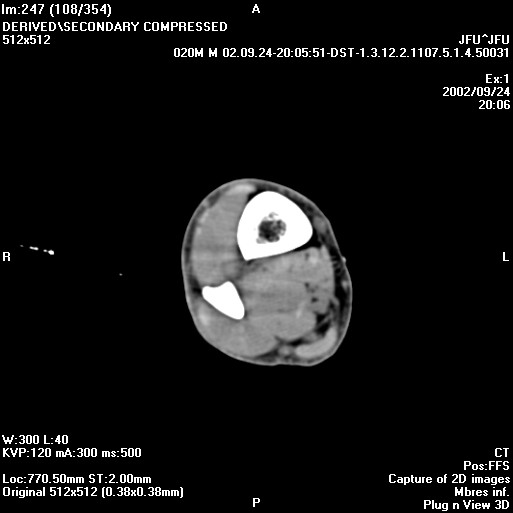 Im:247 (108/354)
A
DERIVED\SECONDARY COMPRESSED
512x512
JFU^JFU
020M M 02.09.24-20:05:51-DST-1.3.12.2.1107.5.1.4.50031
Ex:1
2002/09/24
20:06
R
L
W:300 L:40
KVP:120 mA:300 ms:500
CT
Pos:FFS
Loc:770.50mm ST:2.00mm
Capture of 2D images
Original 512x512 (0.38x0.38mm)
Mbres inf.
P
Plug n View 3D